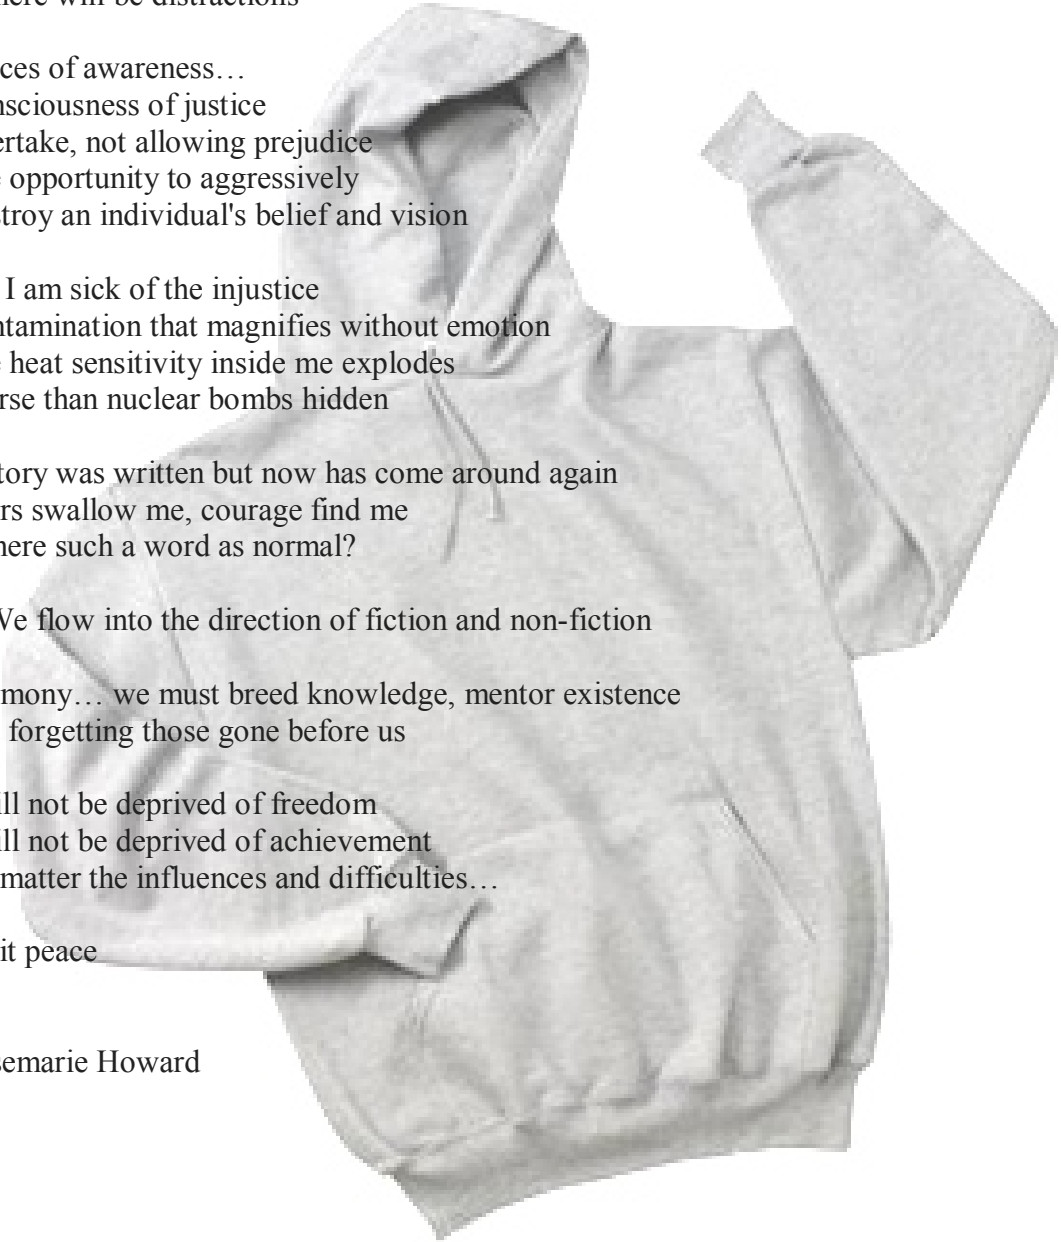 here will be distractions
ces of awareness…
nsciousness of justice
ertake, not allowing prejudice
e opportunity to aggressively
stroy an individual's belief and vision
I am sick of the injustice
ntamination that magnifies without emotion
e heat sensitivity inside me explodes
rse than nuclear bombs hidden
tory was written but now has come around again
rs swallow me, courage find me
here such a word as normal?
We flow into the direction of fiction and non-fiction
mony… we must breed knowledge, mentor existence
forgetting those gone before us
ill not be deprived of freedom
ill not be deprived of achievement
matter the influences and difficulties…
it peace
semarie Howard